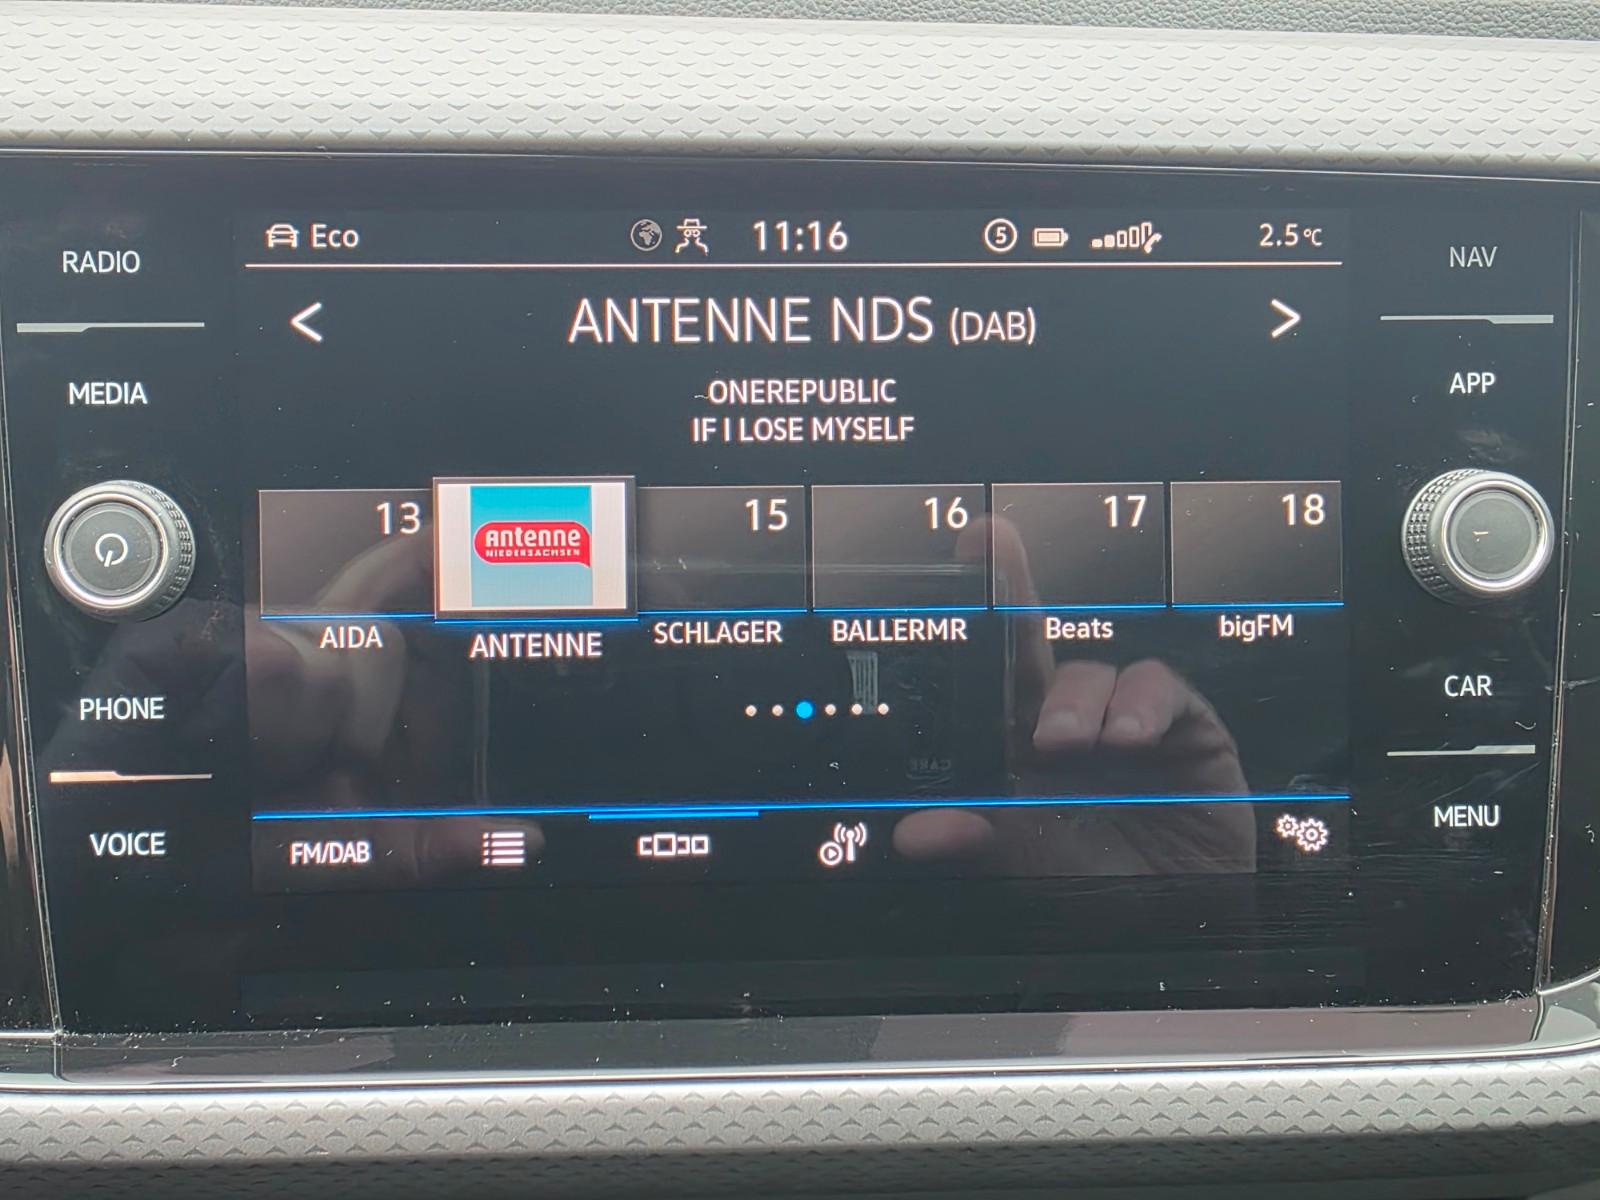 RADIO
MEDIA
PHONE
VOICE
Eco
11:16
5
2.5°C
< ANTENNE NDS (DAB) >
ONEREPUBLIC
IF I LOSE MYSELF
13
antenne
NIEDERSACHSEN
15
16
17
18
AIDA
ANTENNE
SCHLAGER
BALLERMR
Beats
bigFM
FM/DAB
NAV
APP
CAR
MENU